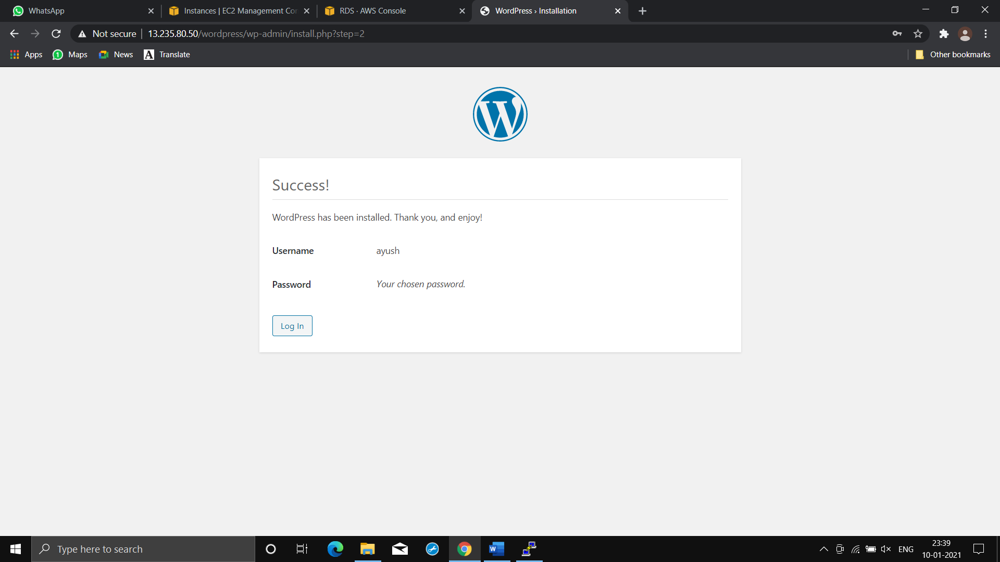 WhatsApp
Instances | EC2 Management Con
RDS · AWS Console
WordPress › Installation
Not secure
13.235.80.50/wordpress/wp-admin/install.php?step=2
Apps
1
Maps
News
A
Translate
Other bookmarks
W
Success!
WordPress has been installed. Thank you, and enjoy!
Username ayush
Password Your chosen password.
Log In
Type here to search
W
ENG
23:39
10-01-2021